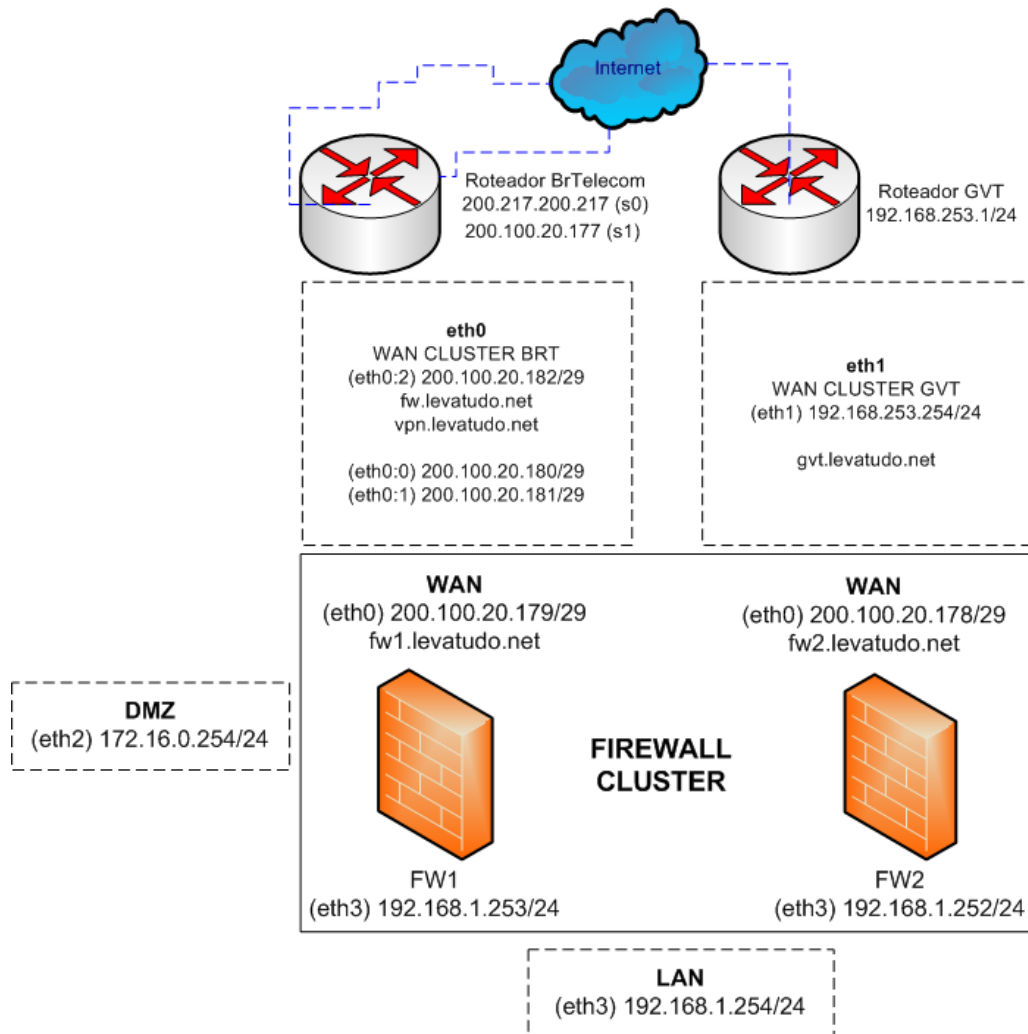 Internet
Roteador BrTelecom
200.217.200.217 (s0)
200.100.20.177 (s1)
Roteador GVT
192.168.253.1/24
eth0
WAN CLUSTER BRT
(eth0:2) 200.100.20.182/29
fw.levatudo.net
vpn.levatudo.net
(eth0:0) 200.100.20.180/29
(eth0:1) 200.100.20.181/29
eth1
WAN CLUSTER GVT
(eth1) 192.168.253.254/24
gvt.levatudo.net
WAN
(eth0) 200.100.20.179/29
fw1.levatudo.net
WAN
(eth0) 200.100.20.178/29
fw2.levatudo.net
DMZ
(eth2) 172.16.0.254/24
FIREWALL
CLUSTER
FW1
(eth3) 192.168.1.253/24
FW2
(eth3) 192.168.1.252/24
LAN
(eth3) 192.168.1.254/24